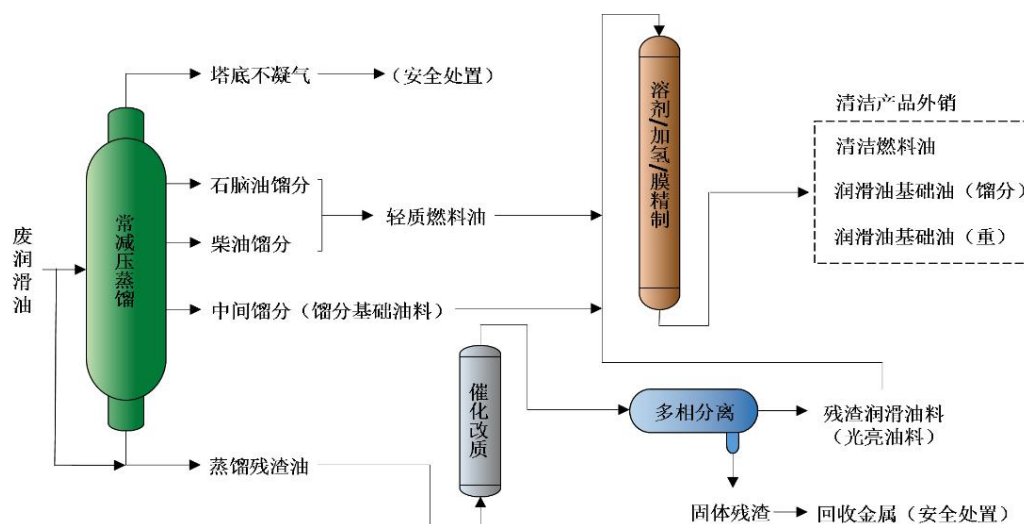 塔底不凝气
（安全处置）
石脑油馏分
柴油馏分
轻质燃料油
废润滑油
常减压蒸馏
中间馏分（馏分基础油料）
蒸馏残渣油
催化改质
多相分离
残渣润滑油料
（光亮油料）
固体残渣
回收金属（安全处置）
溶剂/加氢/膜精制
清洁产品外销
清洁燃料油
润滑油基础油（馏分）
润滑油基础油（重）